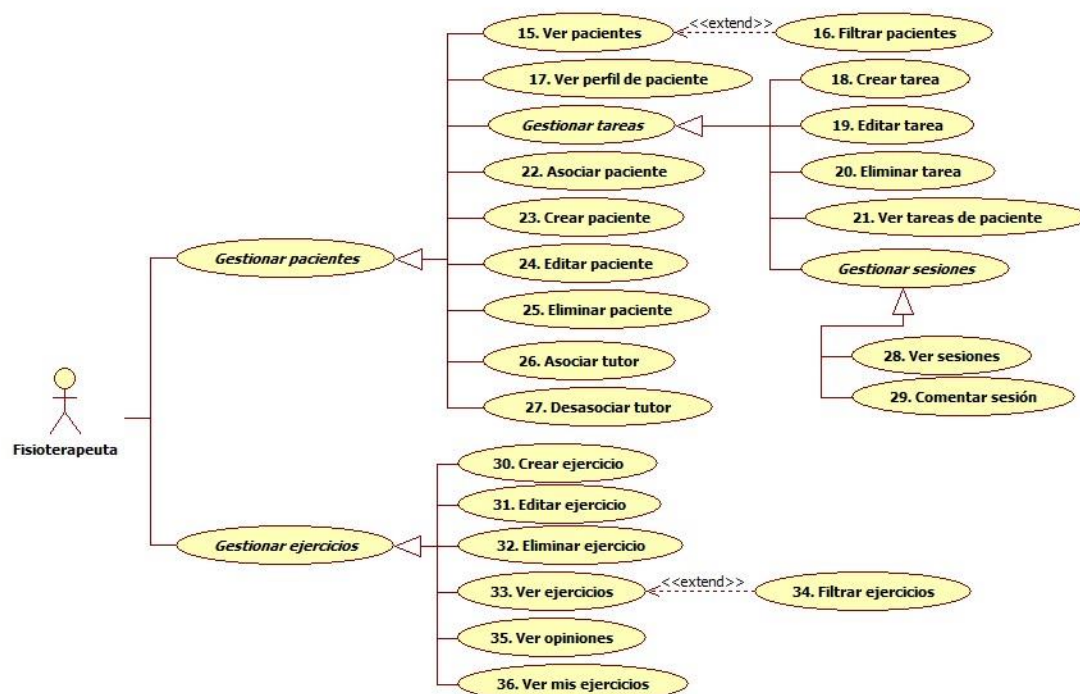 15. Ver pacientes
<<extend>>
16. Filtrar pacientes
17. Ver perfil de paciente
18. Crear tarea
Gestionar tareas
19. Editar tarea
22. Asociar paciente
20. Eliminar tarea
23. Crear paciente
21. Ver tareas de paciente
Gestionar pacientes
24. Editar paciente
Gestionar sesiones
25. Eliminar paciente
26. Asociar tutor
28. Ver sesiones
27. Desasociar tutor
29. Comentar sesión
Fisioterapeuta
30. Crear ejercicio
31. Editar ejercicio
Gestionar ejercicios
32. Eliminar ejercicio
33. Ver ejercicios
<<extend>>
34. Filtrar ejercicios
35. Ver opiniones
36. Ver mis ejercicios